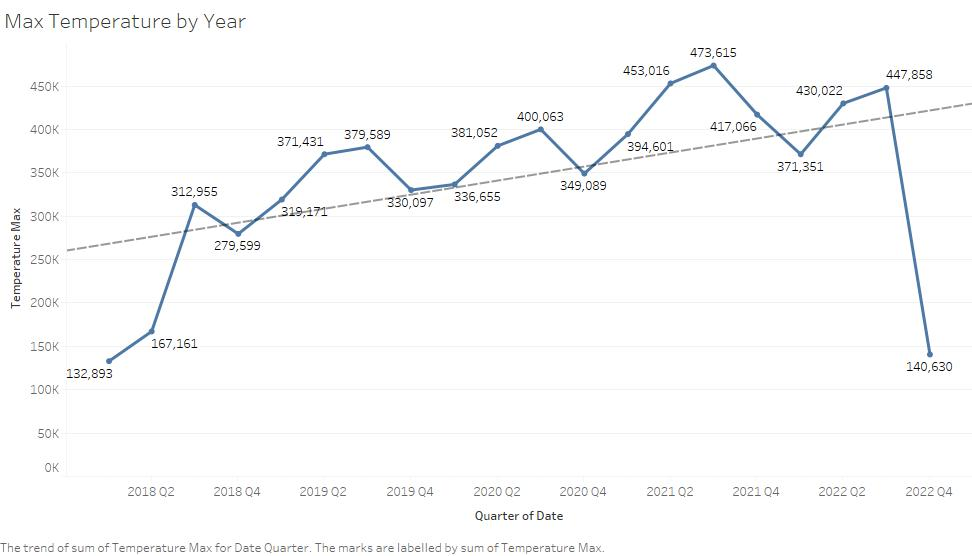 Max Temperature by Year
473,615
453,016
447,858
450K
430,022
400,063
400K
417,066
381,052
371,431
379,589
394,601
350K
371,351
349,089
312,955
336,655
330,097
319,171
300K
279,599
250K
Temperature Max
200K
167,161
150K
132,893
140,630
100K
50K
0K
2018 Q2
2018 Q4
2019 Q2
2019 Q4
2020 Q2
2020 Q4
2021 Q2
2021 Q4
2022 Q2
2022 Q4
Quarter of Date
The trend of sum of Temperature Max for Date Quarter. The marks are labelled by sum of Temperature Max.